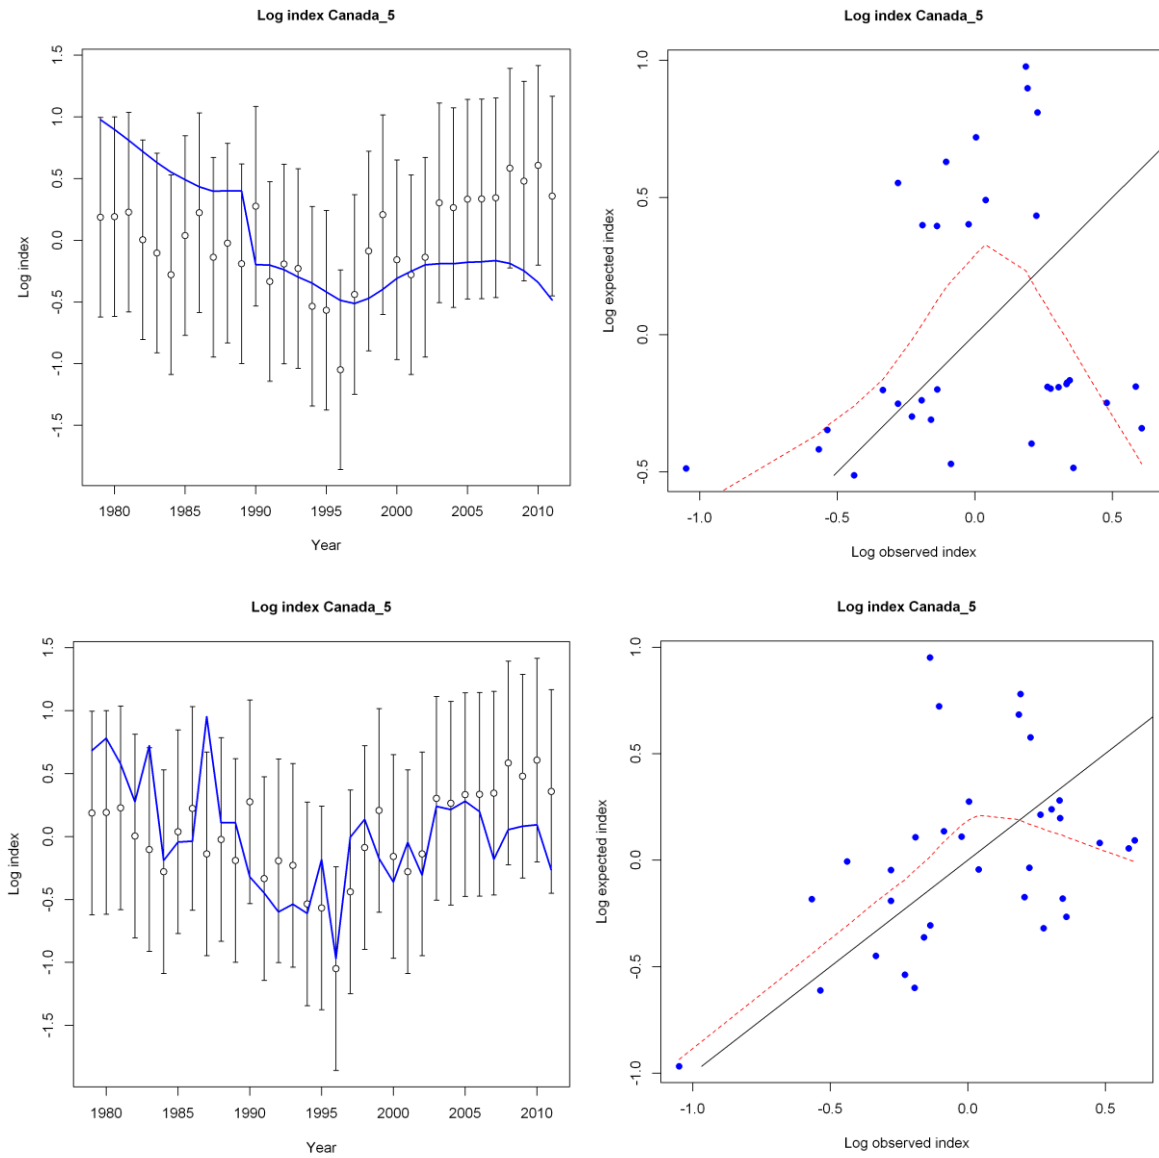 Log index Canada_5
Log index
1.5
1.0
0.5
0.0
-0.5
-1.0
-1.5
1980 1985 1990 1995 2000 2005 2010
Year
Log index Canada_5
Log expected index
1.0
0.5
0.0
-0.5
-1.0 -0.5 0.0 0.5
Log observed index
Log index Canada_5
Log index
1.5
1.0
0.5
0.0
-0.5
-1.0
-1.5
1980 1985 1990 1995 2000 2005 2010
Year
Log index Canada_5
Log expected index
1.0
0.5
0.0
-0.5
-1.0
-1.0 -0.5 0.0 0.5
Log observed index